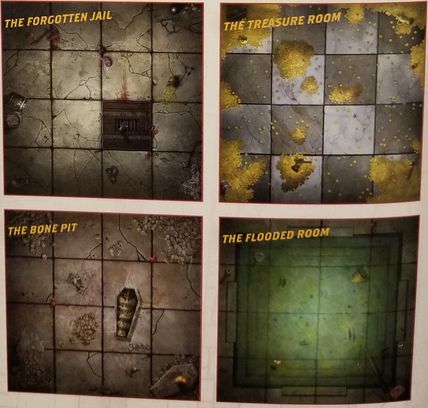 THE FORGOTTEN JAIL
THE TREASURE ROOM
THE BONE PIT
THE FLOODED ROOM